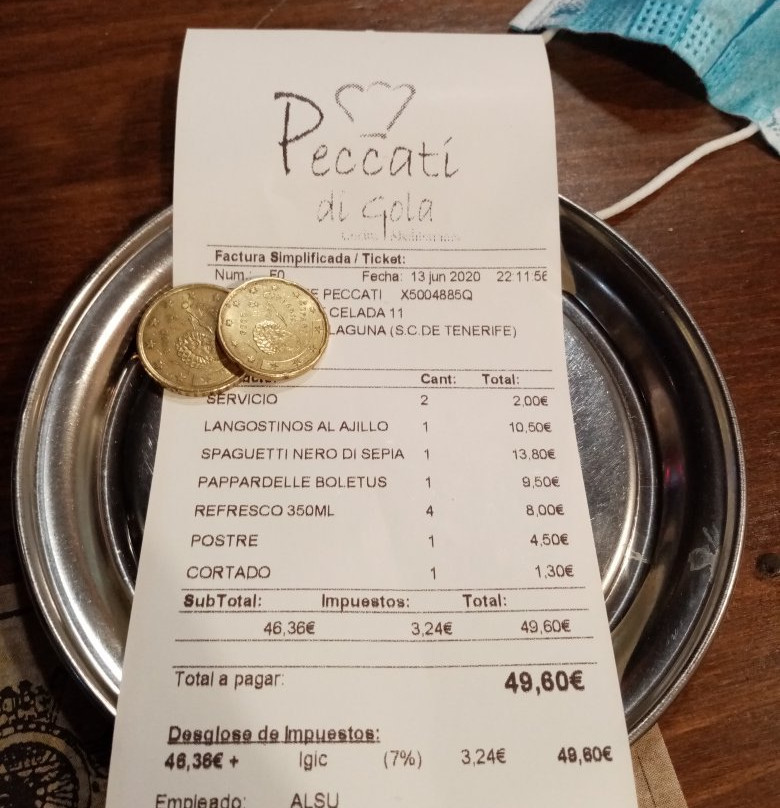 Peccati
di Gola
Factura Simplificada / Ticket:
Num.: F0 Fecha: 13 jun 2020 22:11:56
PECCATI X5004885Q
CELADA 11
LAGUNA (S.C.DE TENERIFE)
Cant: Total:
SERVICIO 2 2,00€
LANGOSTINOS AL AJILLO 1 10,50€
SPAGUETTI NERO DI SEPIA 1 13,80€
PAPPARDELLE BOLETUS 1 9,50€
REFRESCO 350ML 4 8,00€
POSTRE 1 4,50€
CORTADO 1 1,30€
SubTotal: Impuestos: Total:
46,36€ 3,24€ 49,60€
Total a pagar: 49,60€
Desglose de Impuestos:
46,36€ + Igic (7%) 3,24€ 49,60€
Empleado: ALSU